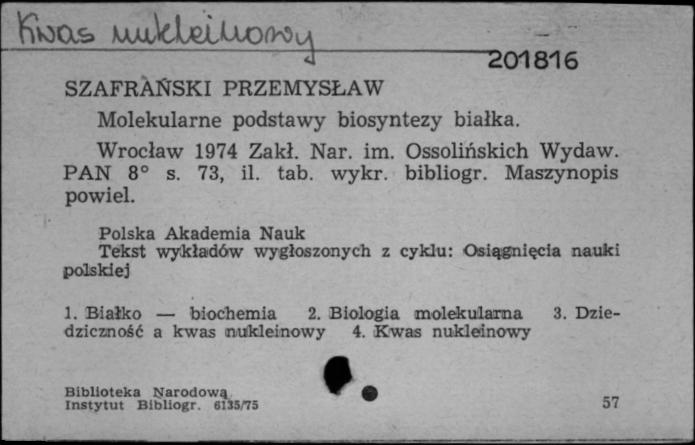 Kwas nukleinowy
201816
SZAFRAŃSKI PRZEMYSŁAW
Molekularne podstawy biosyntezy białka.
Wrocław 1974 Zakł. Nar. im. Ossolińskich Wydaw.
PAN 8° s. 73, il. tab. wykr. bibliogr. Maszynopis
powiel.
Polska Akademia Nauk
Tekst wykładów wygłoszonych z cyklu: Osiągnięcia nauki
polskiej
1. Białko — biochemia 2. Biologia molekularna 3. Dzie-
dziczność a kwas nukleinowy 4. Kwas nukleinowy
Biblioteka Narodową
Instytut Bibliogr. 6135/75
57